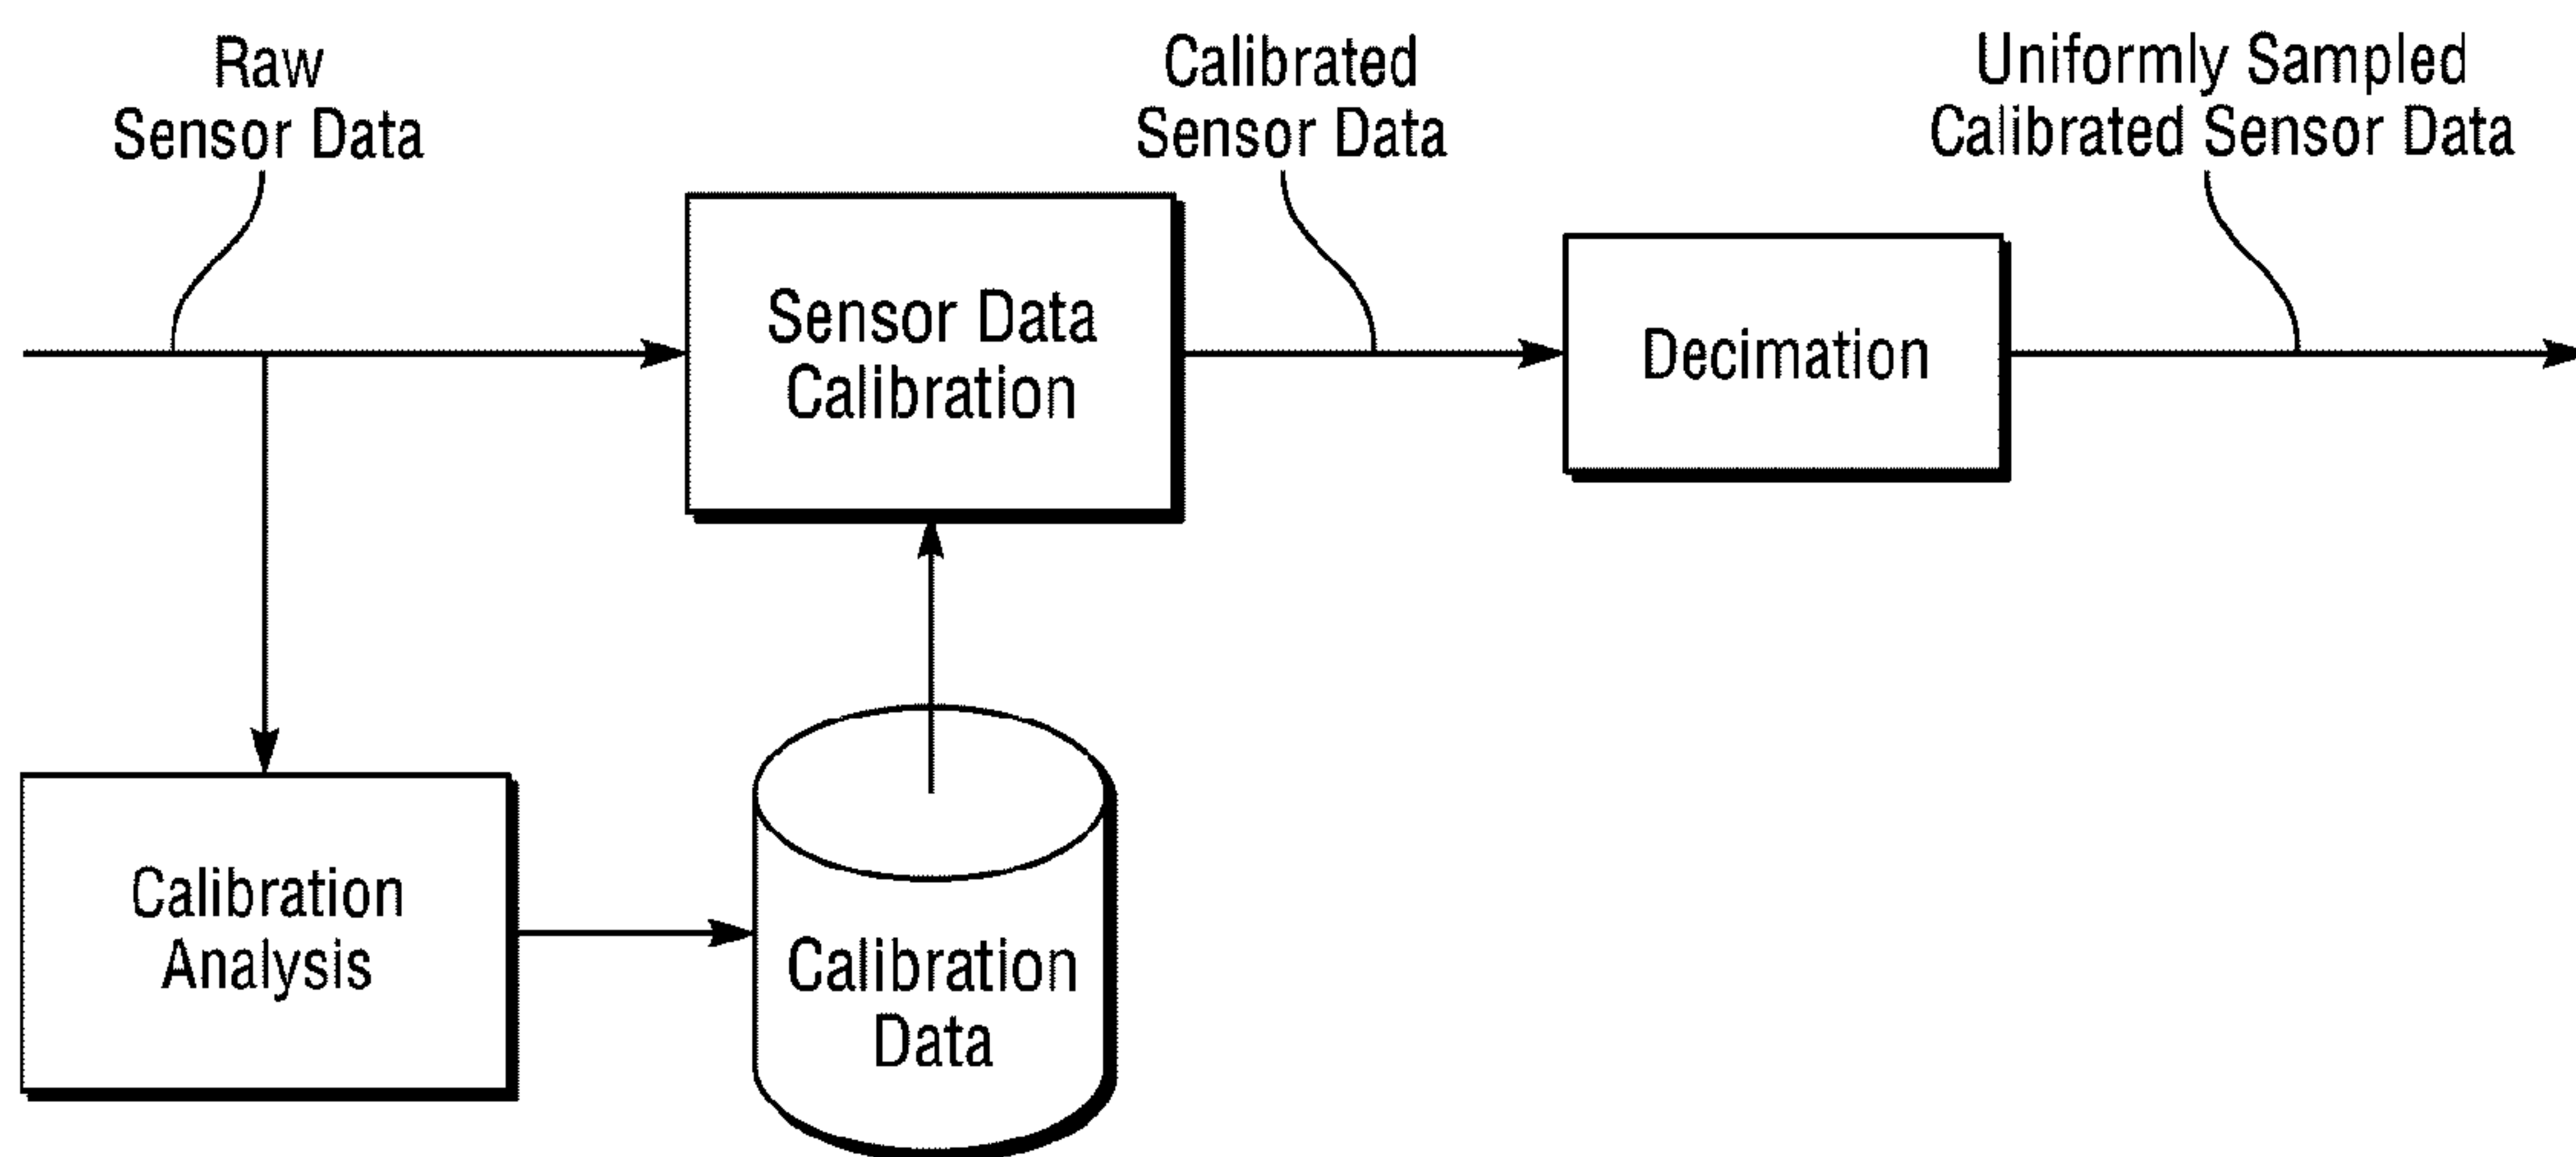 Raw
Sensor Data
Calibrated
Sensor Data
Uniformly Sampled
Calibrated Sensor Data
Sensor Data
Calibration
Decimation
Calibration
Analysis
Calibration
Data